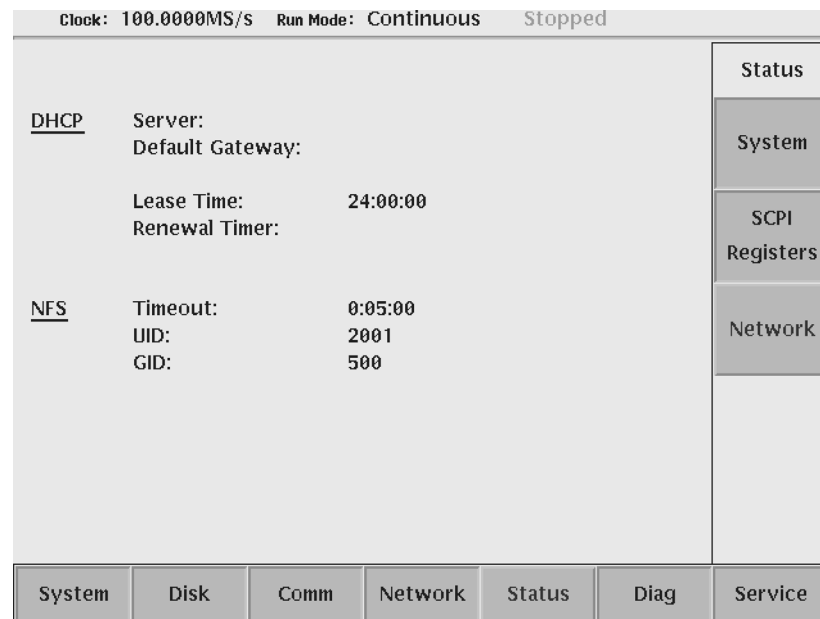 Clock: 100.0000MS/s Run Mode: Continuous Stopped
Status
DHCP Server:
Default Gateway:
System
Lease Time: 24:00:00
Renewal Timer:
SCPI
Registers
NFS Timeout: 0:05:00
UID: 2001
GID: 500
Network
System Disk Comm Network Status Diag Service